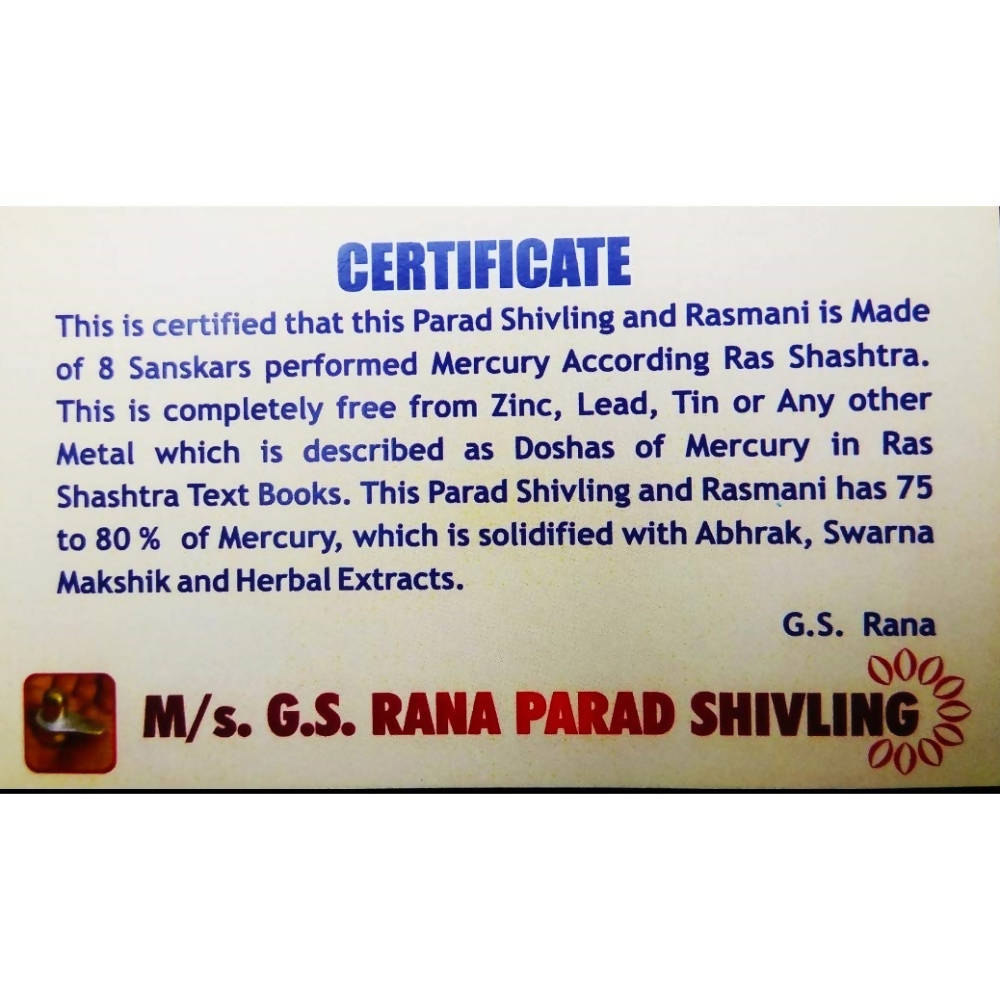 CERTIFICATE
This is certified that this Parad Shivling and Rasmani is Made
of 8 Sanskars performed Mercury According Ras Shashtra.
This is completely free from Zinc, Lead, Tin or Any other
Metal which is described as Doshas of Mercury in Ras
Shashtra Text Books. This Parad Shivling and Rasmani has 75
to 80 % of Mercury, which is solidified with Abhrak, Swarna
Makshik and Herbal Extracts.
G.S. Rana
M/s. G.S. RANA PARAD SHIVLING